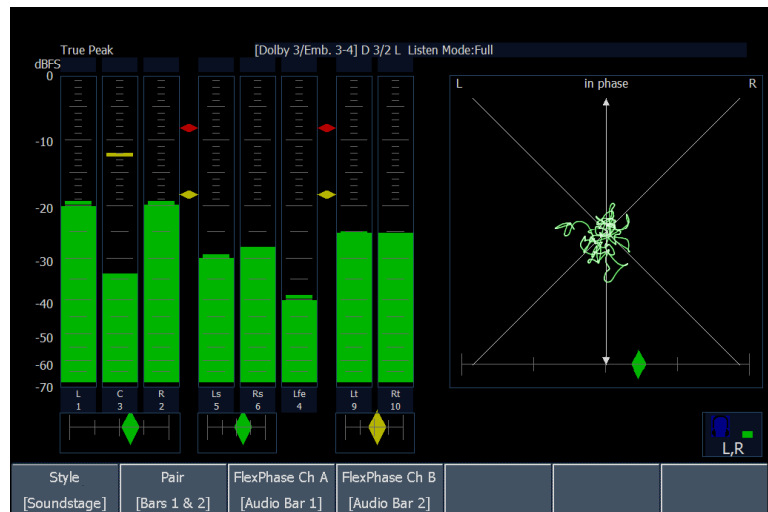 True Peak [Dolby 3/Emb. 3-4] D 3/2 L Listen Mode:Full
dBFS
0
-10
-20
-30
-40
-50
-60
-70
L C R Ls Rs Lfe Lt Rt
1 3 2 5 6 4 9 10
L in phase R
L,R
Style Pair FlexPhase Ch A FlexPhase Ch B
[Soundstage] [Bars 1 & 2] [Audio Bar 1] [Audio Bar 2]